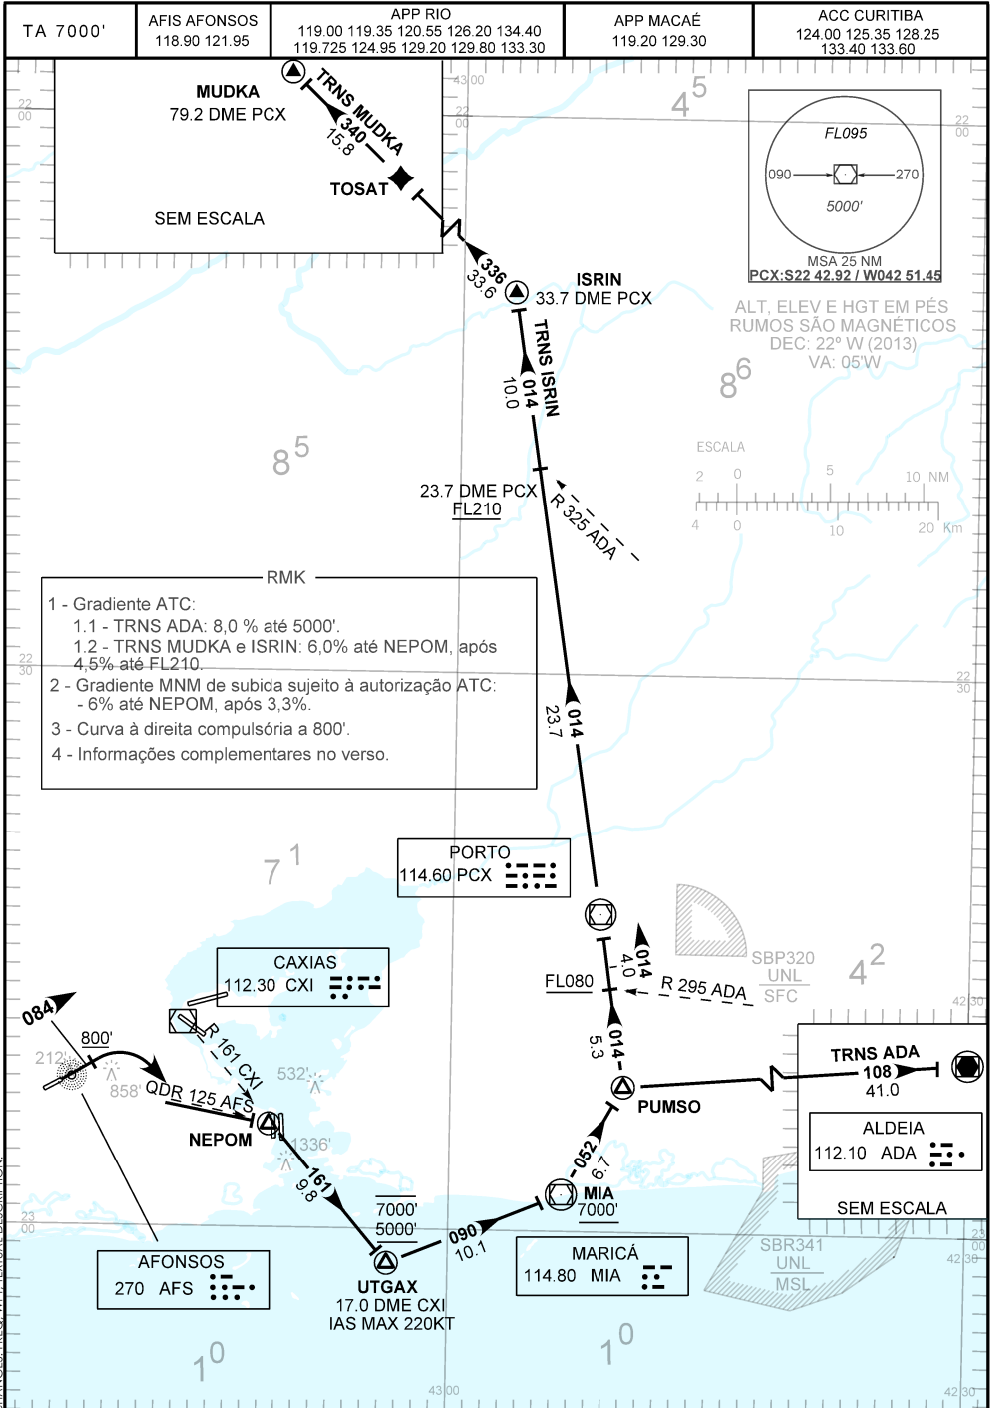 TA 7000'
AFIS AFONSOS
118.90 121.95
APP RIO
119.00 119.35 120.55 126.20 134.40
119.725 124.95 129.20 129.80 133.30
APP MACAÉ
119.20 129.30
ACC CURITIBA
124.00 125.35 128.25
133.40 133.60
MUDKA
79.2 DME PCX
TRNS MUDKA
340
15.8
TOSAT
SEM ESCALA
43 00
22 00
22 00
22 00
4 5
FL095
090
270
5000'
MSA 25 NM
PCX:S22 42.92 / W042 51.45
336
33.6
ISRIN
33.7 DME PCX
ALT, ELEV E HGT EM PÉS
RUMOS SÃO MAGNÉTICOS
DEC: 22º W (2013)
VA: 05'W
TRNS ISRIN
014
10.0
8 6
8 5
ESCALA
2 0 5 10 NM
4 0 10 20 Km
23.7 DME PCX
FL210
R 325 ADA
RMK
1 - Gradiente ATC:
1.1 - TRNS ADA: 8,0 % até 5000'.
1.2 - TRNS MUDKA e ISRIN: 6,0% até NEPOM, após
4,5% até FL210.
2 - Gradiente MNM de subica sujeito à autorização ATC:
- 6% até NEPOM, após 3,3%.
3 - Curva à direita compulsória a 800'.
4 - Informações complementares no verso.
22 30
22 30
014
23.7
7 1
PORTO
114.60 PCX
CAXIAS
112.30 CXI
FL080
014
4.0
R 295 ADA
SBP320
UNL
SFC
4 2
42 30
084
800'
212'
858'
R 161 CXI
532'
QDR 125 AFS
NEPOM
1336'
014
5.3
PUMSO
TRNS ADA
108
41.0
ALDEIA
112.10 ADA
SEM ESCALA
161
9.8
052
6.7
MIA
7000'
7000'
5000'
090
10.1
23 00
23 00
42 30
AFONSOS
270 AFS
UTGAX
17.0 DME CXI
IAS MAX 220KT
MARICÁ
114.80 MIA
SBR341
UNL
MSL
1 0
1 0
43 00
42 30